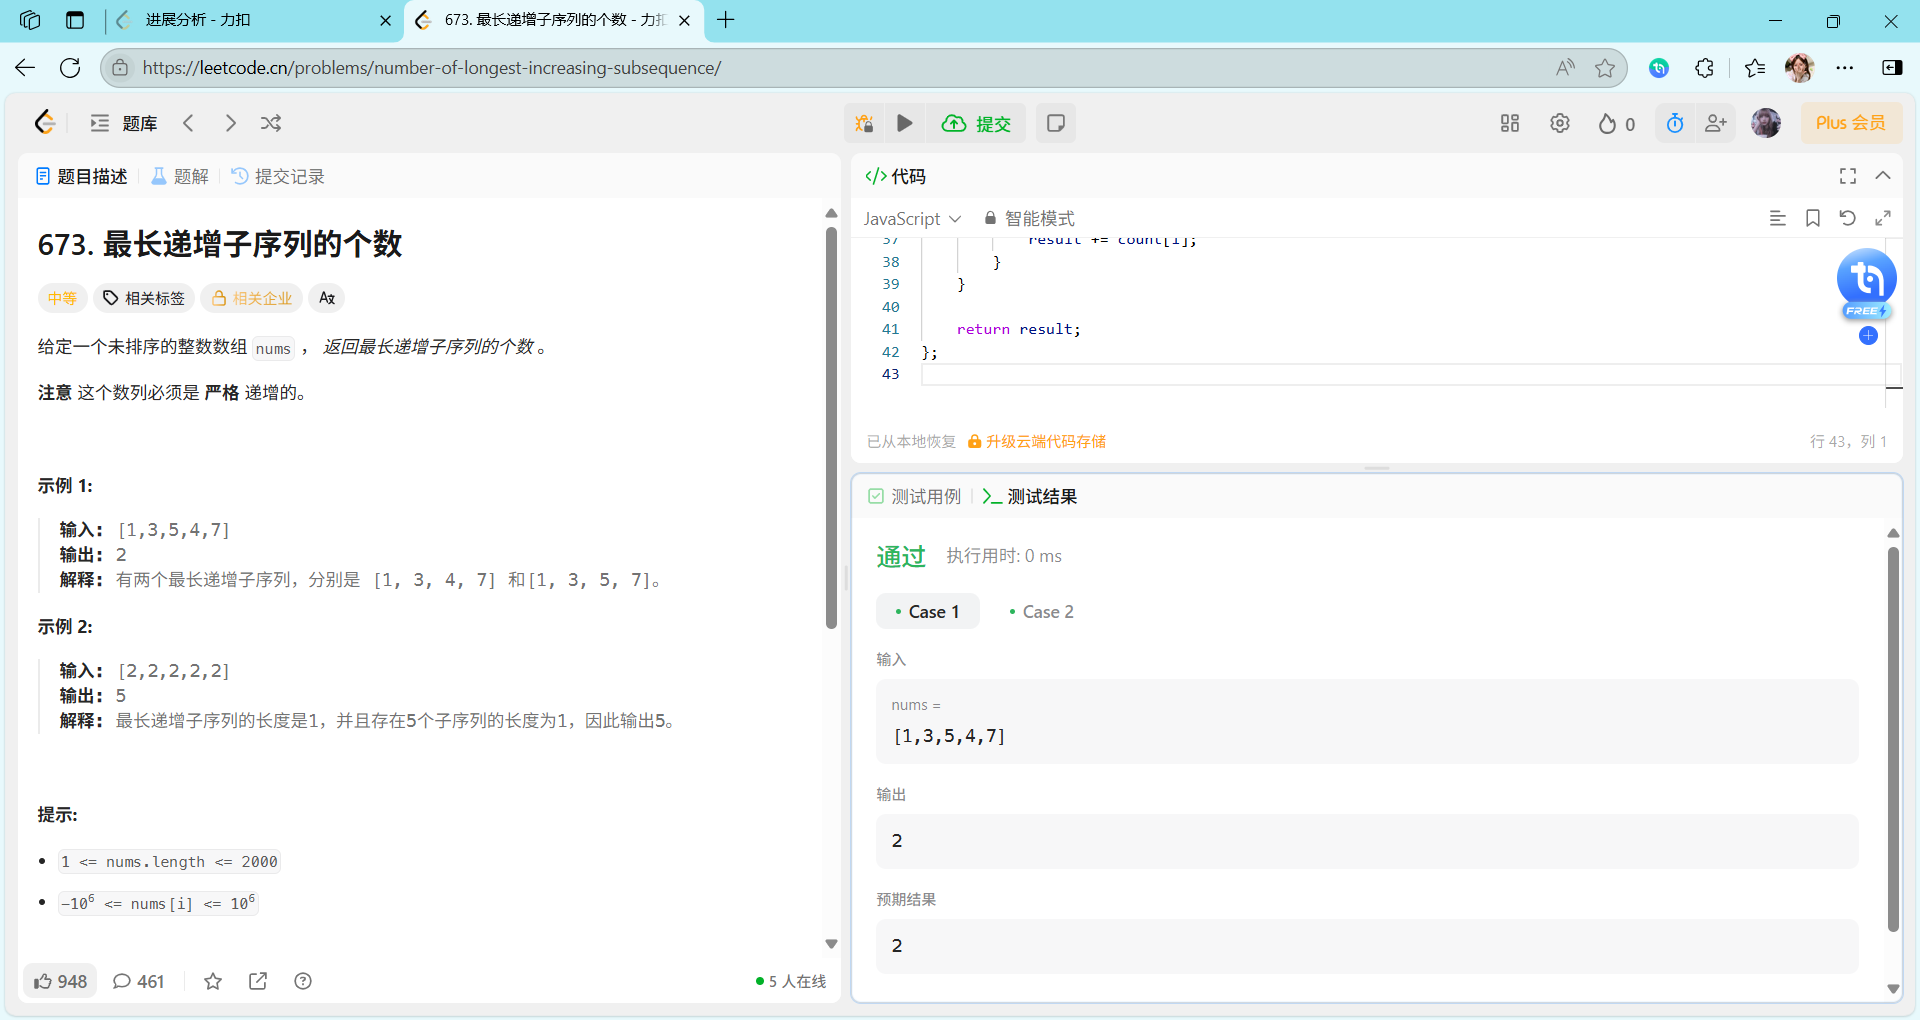 进展分析 - 力扣
673. 最长递增子序列的个数 - 力扣
https://leetcode.cn/problems/number-of-longest-increasing-subsequence/
题库
提交
0
Plus 会员
题目描述
题解
提交记录
673. 最长递增子序列的个数
中等
相关标签
相关企业
给定一个未排序的整数数组 nums ， 返回最长递增子序列的个数 。
注意 这个数列必须是 严格 递增的。
示例 1:
输入: [1,3,5,4,7]
输出: 2
解释: 有两个最长递增子序列，分别是 [1, 3, 4, 7] 和[1, 3, 5, 7]。
示例 2:
输入: [2,2,2,2,2]
输出: 5
解释: 最长递增子序列的长度是1，并且存在5个子序列的长度为1，因此输出5。
提示:
• 1 <= nums.length <= 2000
• -10⁶ <= nums[i] <= 10⁶
948
461
5 人在线
</> 代码
JavaScript
智能模式
37 result += count[i];
38 }
39 }
40
41 return result;
42 };
43
FREE
已从本地恢复
升级云端代码存储
行 43，列 1
测试用例
测试结果
通过 执行用时: 0 ms
• Case 1
• Case 2
输入
nums =
[1,3,5,4,7]
输出
2
预期结果
2